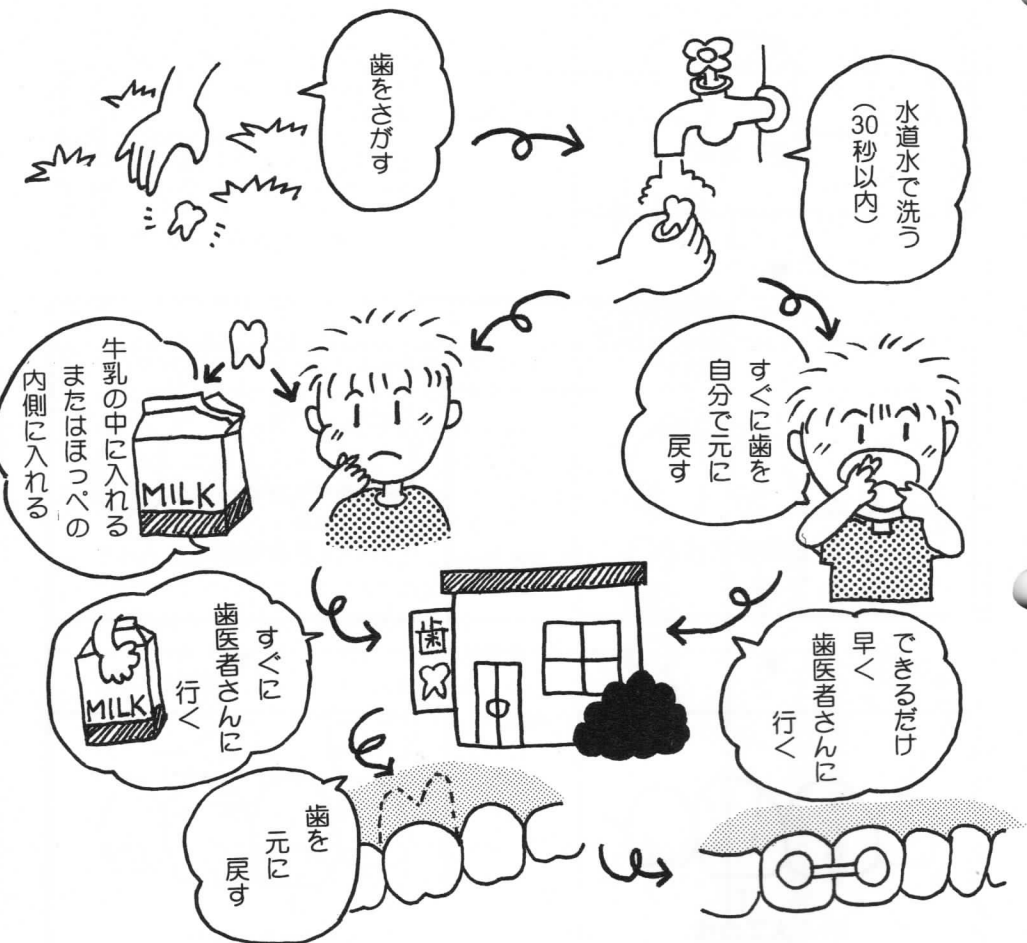 歯をさがす
水道水で洗う
（30秒以内）
すぐに歯を
自分で元に
戻す
牛乳の中に入れる
またはほっぺの
内側に入れる
MILK
できるだけ
早く
歯医者さんに
行く
すぐに
歯医者さんに
行く
MILK
歯
歯を
元に
戻す